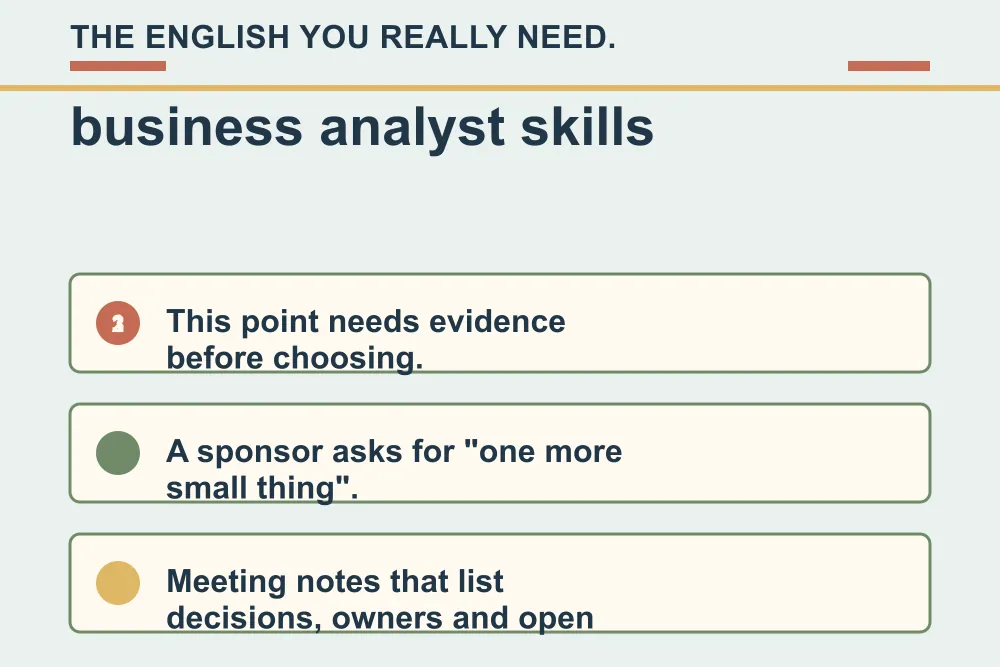 THE ENGLISH YOU REALLY NEED.
business analyst skills
This point needs evidence
before choosing.
A sponsor asks for "one more
small thing".
Meeting notes that list
decisions, owners and open